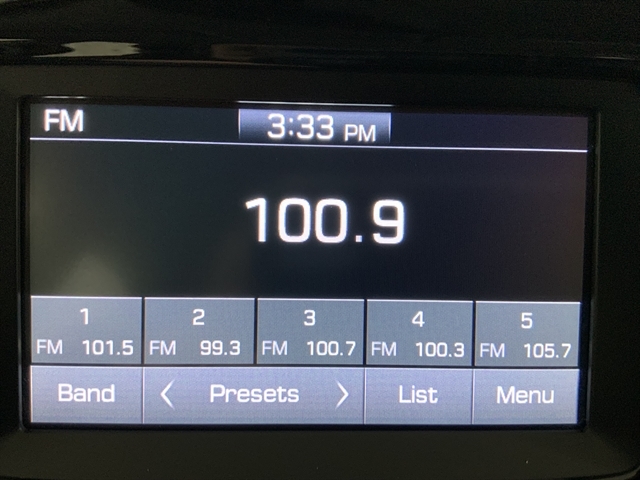 FM 3:33 PM
100.9
1 2 3 4 5
FM 101.5 FM 99.3 FM 100.7 FM 100.3 FM 105.7
Band < Presets > List Menu